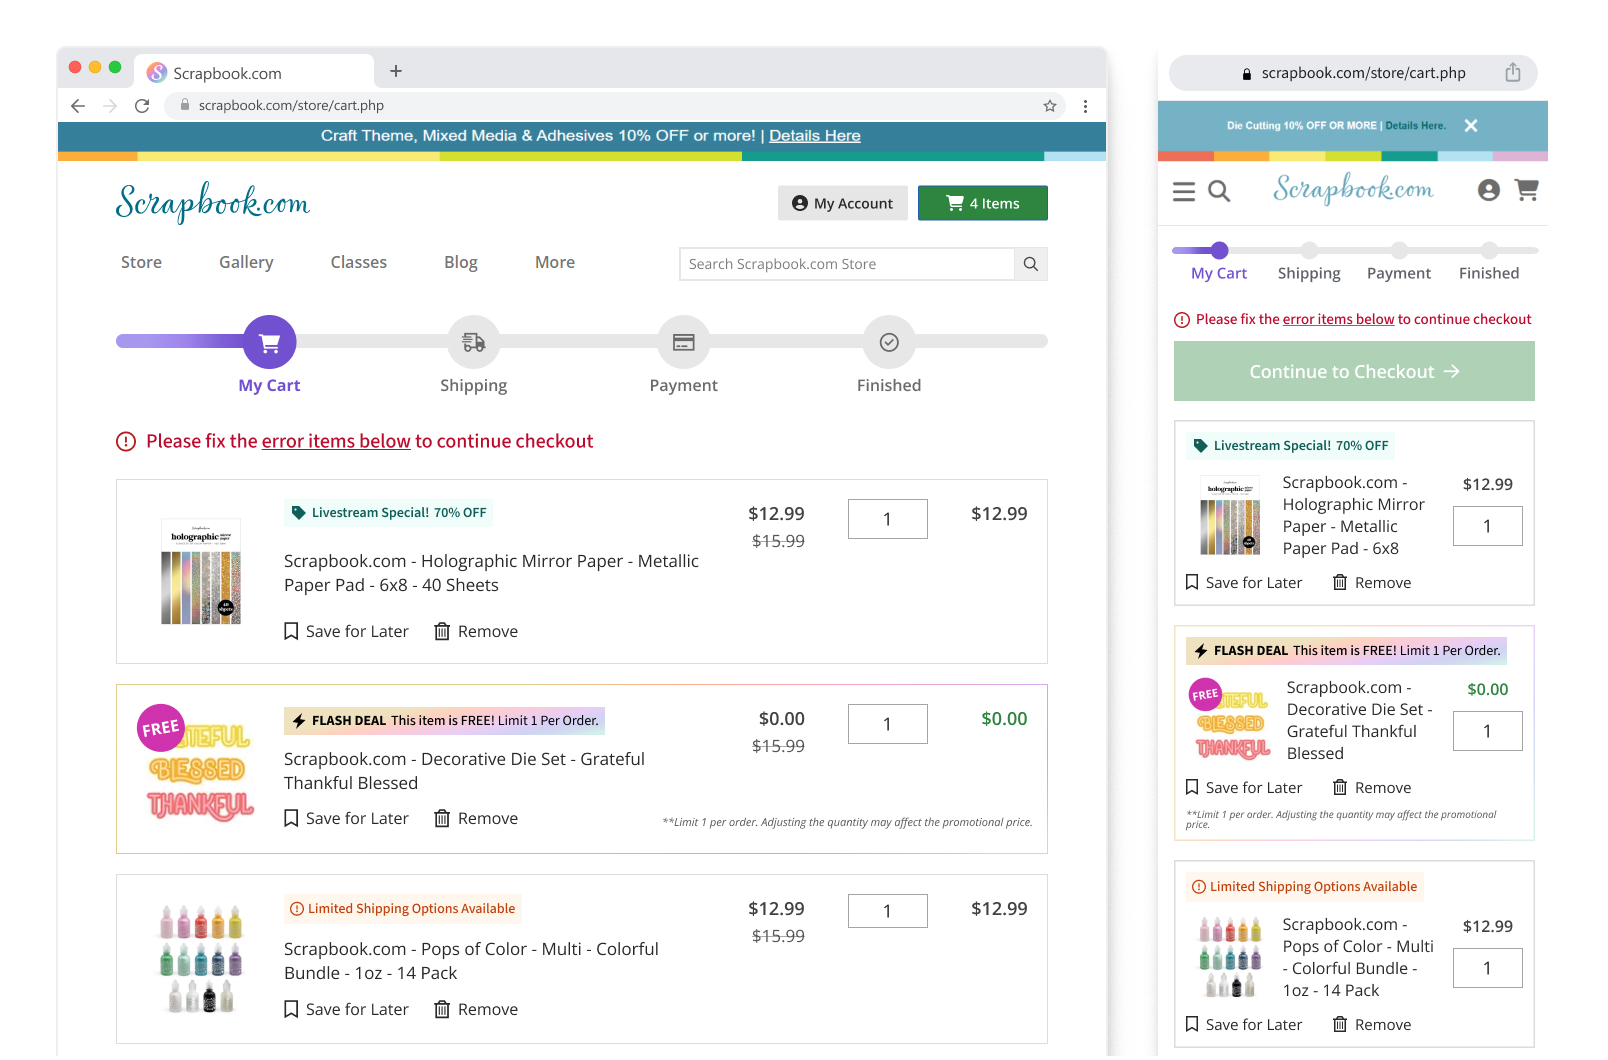 Scrapbook.com
scrapbook.com/store/cart.php
Craft Theme, Mixed Media & Adhesives 10% OFF or more! | Details Here
Scrapbook.com
My Account
4 Items
Store Gallery Classes Blog More
Search Scrapbook.com Store
My Cart Shipping Payment Finished
Please fix the error items below to continue checkout
holographic mirror paper
40 sheets
Livestream Special! 70% OFF
Scrapbook.com - Holographic Mirror Paper - Metallic
Paper Pad - 6x8 - 40 Sheets
Save for Later Remove
$12.99
$15.99
1
$12.99
FREE
GRATEFUL
BLESSED
THANKFUL
FLASH DEAL This item is FREE! Limit 1 Per Order.
Scrapbook.com - Decorative Die Set - Grateful
Thankful Blessed
Save for Later Remove
$0.00
$15.99
1
$0.00
**Limit 1 per order. Adjusting the quantity may affect the promotional price.
Limited Shipping Options Available
Scrapbook.com - Pops of Color - Multi - Colorful
Bundle - 1oz - 14 Pack
Save for Later Remove
$12.99
$15.99
1
$12.99
scrapbook.com/store/cart.php
Die Cutting 10% OFF OR MORE | Details Here.
Scrapbook.com
My Cart Shipping Payment Finished
Please fix the error items below to continue checkout
Continue to Checkout
Livestream Special! 70% OFF
holographic
Scrapbook.com -
Holographic Mirror
Paper - Metallic
Paper Pad - 6x8
$12.99
1
Save for Later Remove
FLASH DEAL This item is FREE! Limit 1 Per Order.
FREE
GRATEFUL
BLESSED
THANKFUL
Scrapbook.com -
Decorative Die Set -
Grateful Thankful
Blessed
$0.00
1
Save for Later Remove
**Limit 1 per order. Adjusting the quantity may affect the promotional
price.
Limited Shipping Options Available
Scrapbook.com -
Pops of Color - Multi
- Colorful Bundle -
1oz - 14 Pack
$12.99
1
Save for Later Remove